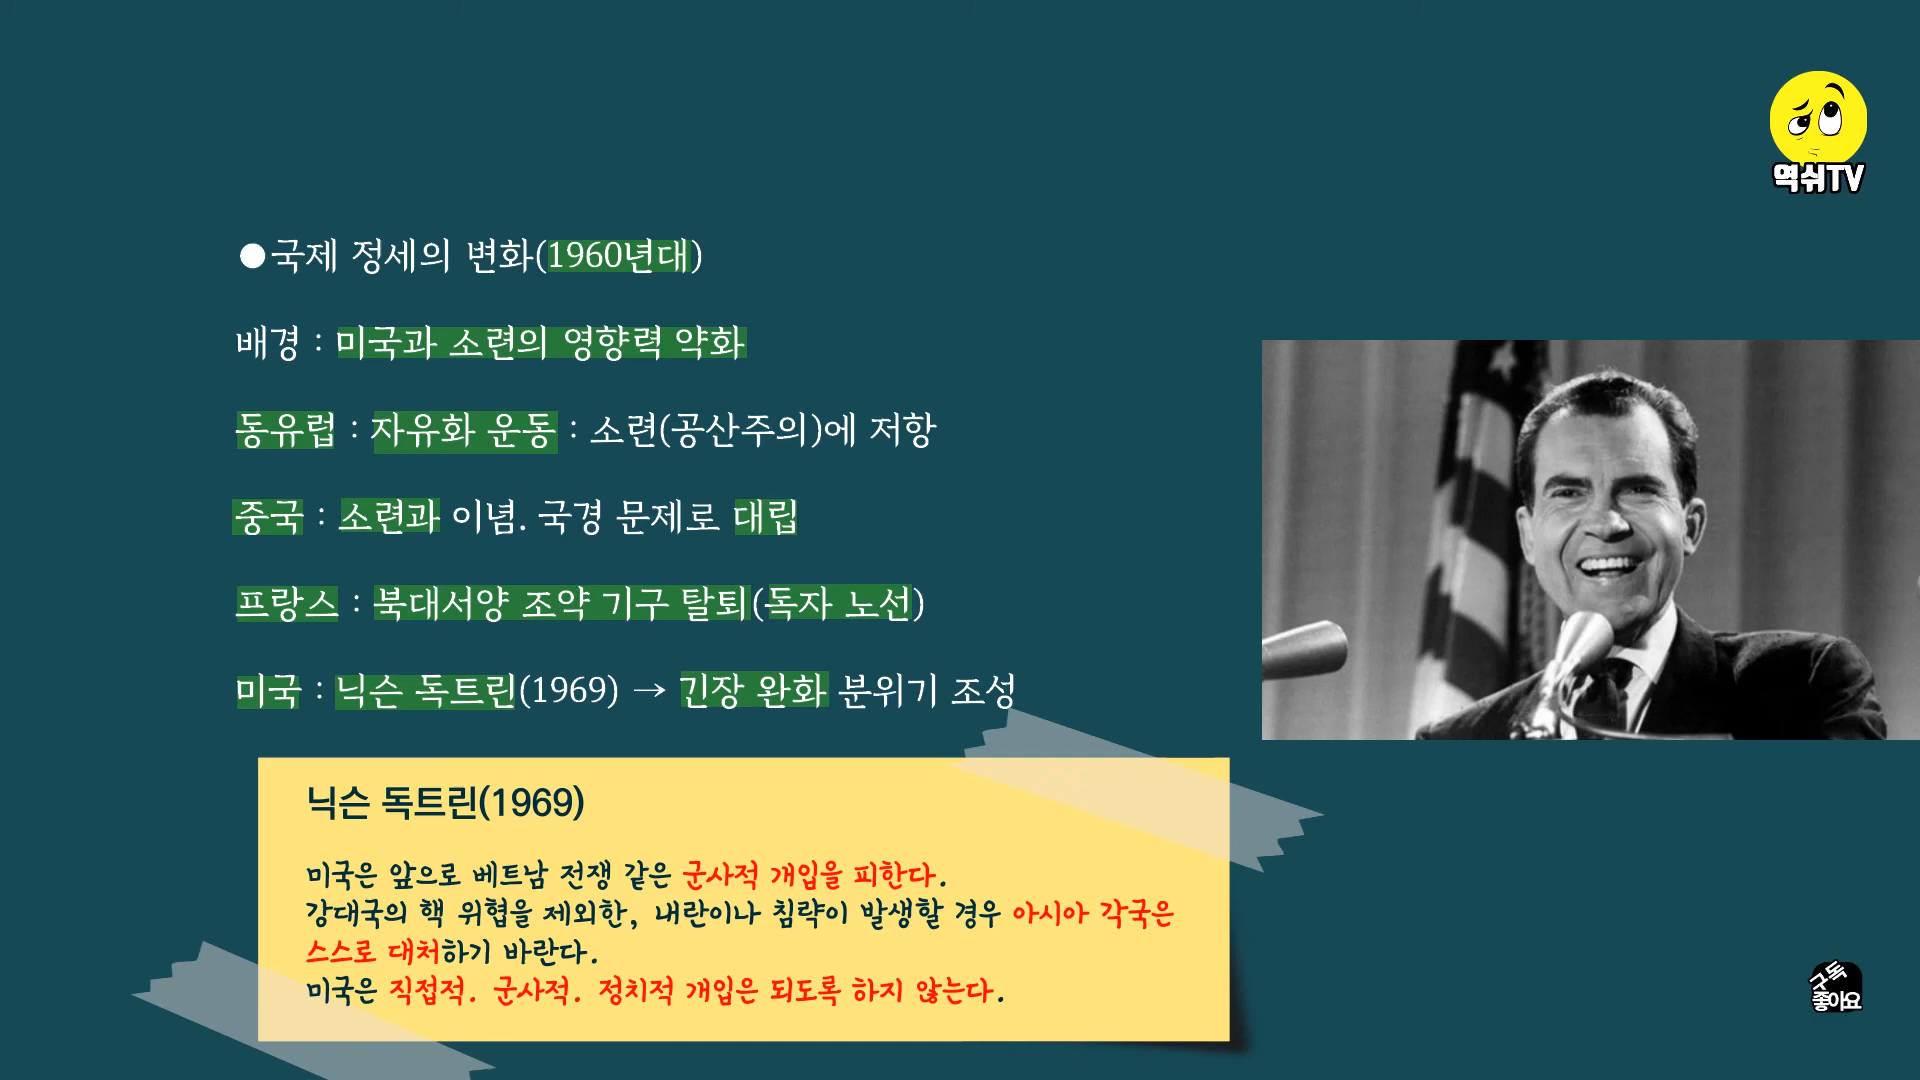 역쉬TV
●국제 정세의 변화(1960년대)
배경 : 미국과 소련의 영향력 약화
동유럽 : 자유화 운동 : 소련(공산주의)에 저항
중국 : 소련과 이념. 국경 문제로 대립
프랑스 : 북대서양 조약 기구 탈퇴(독자 노선)
미국 : 닉슨 독트린(1969) → 긴장 완화 분위기 조성
닉슨 독트린(1969)
미국은 앞으로 베트남 전쟁 같은 군사적 개입을 피한다.
강대국의 핵 위협을 제외한, 내란이나 침략이 발생할 경우 아시아 각국은
스스로 대처하기 바란다.
미국은 직접적. 군사적. 정치적 개입은 되도록 하지 않는다.
구독
좋아요